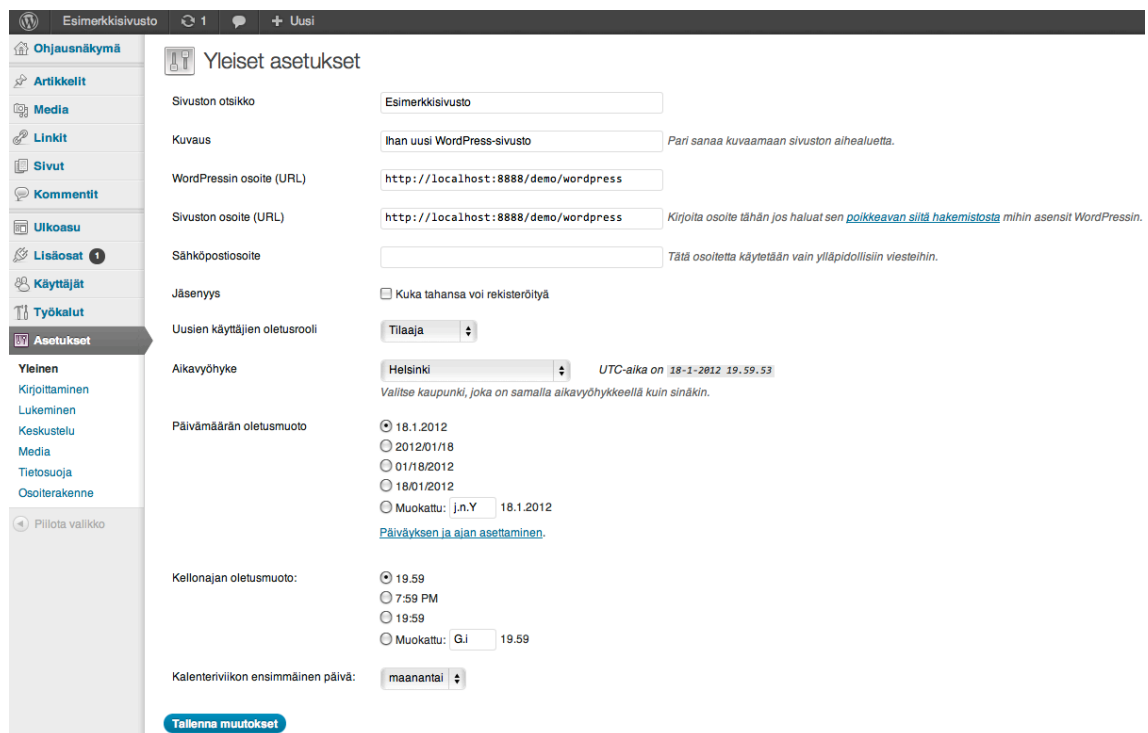 Esimerkkisivusto 1 + Uusi
Ohjausnäkymä
Artikkelit
Media
Linkit
Sivut
Kommentit
Ulkoasu
Lisäosat 1
Käyttäjät
Työkalut
Asetukset
Yleinen
Kirjoittaminen
Lukeminen
Keskustelu
Media
Tietosuoja
Osoiterakenne
Piilota valikko
Yleiset asetukset
Sivuston otsikko Esimerkkisivusto
Kuvaus Ihan uusi WordPress-sivusto Pari sanaa kuvaamaan sivuston aihealuetta.
WordPressin osoite (URL) http://localhost:8888/demo/wordpress
Sivuston osoite (URL) http://localhost:8888/demo/wordpress Kirjoita osoite tähän jos haluat sen poikkeavan siitä hakemistosta mihin asensit WordPressin.
Sähköpostiosoite Tätä osoitetta käytetään vain ylläpidollisiin viesteihin.
Jäsenyys Kuka tahansa voi rekisteröityä
Uusien käyttäjien oletusrooli Tilaaja
Aikavyöhyke Helsinki UTC-aika on 18-1-2012 19.59.53
Valitse kaupunki, joka on samalla aikavyöhykkeellä kuin sinäkin.
Päivämäärän oletusmuoto 18.1.2012
2012/01/18
01/18/2012
18/01/2012
Muokattu: j.n.Y 18.1.2012
Päiväyksen ja ajan asettaminen.
Kellonajan oletusmuoto: 19.59
7:59 PM
19:59
Muokattu: G.i 19.59
Kalenteriviikon ensimmäinen päivä: maanantai
Tallenna muutokset